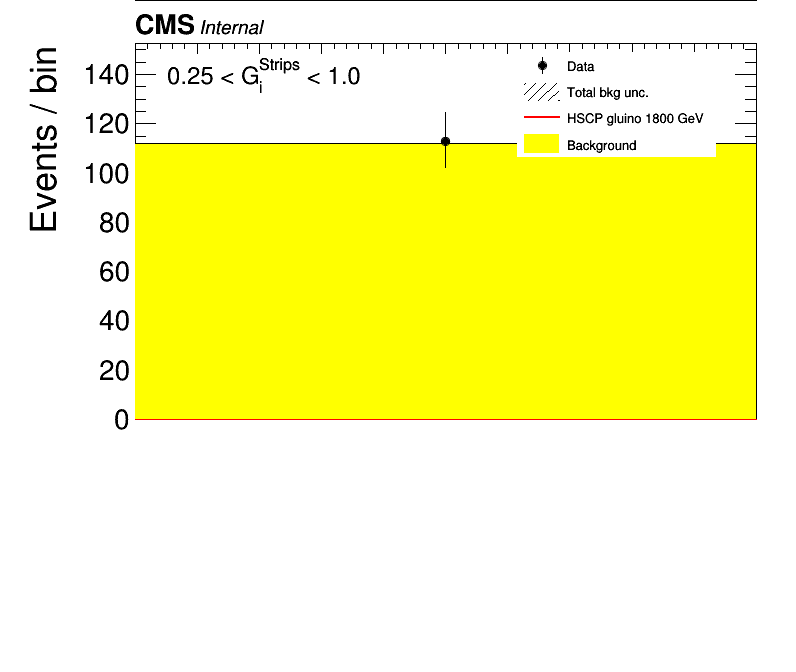 CMS Internal
Events / bin
140
120
100
80
60
40
20
0
0.25 < G_i^Strips < 1.0
Data
Total bkg unc.
HSCP gluino 1800 GeV
Background